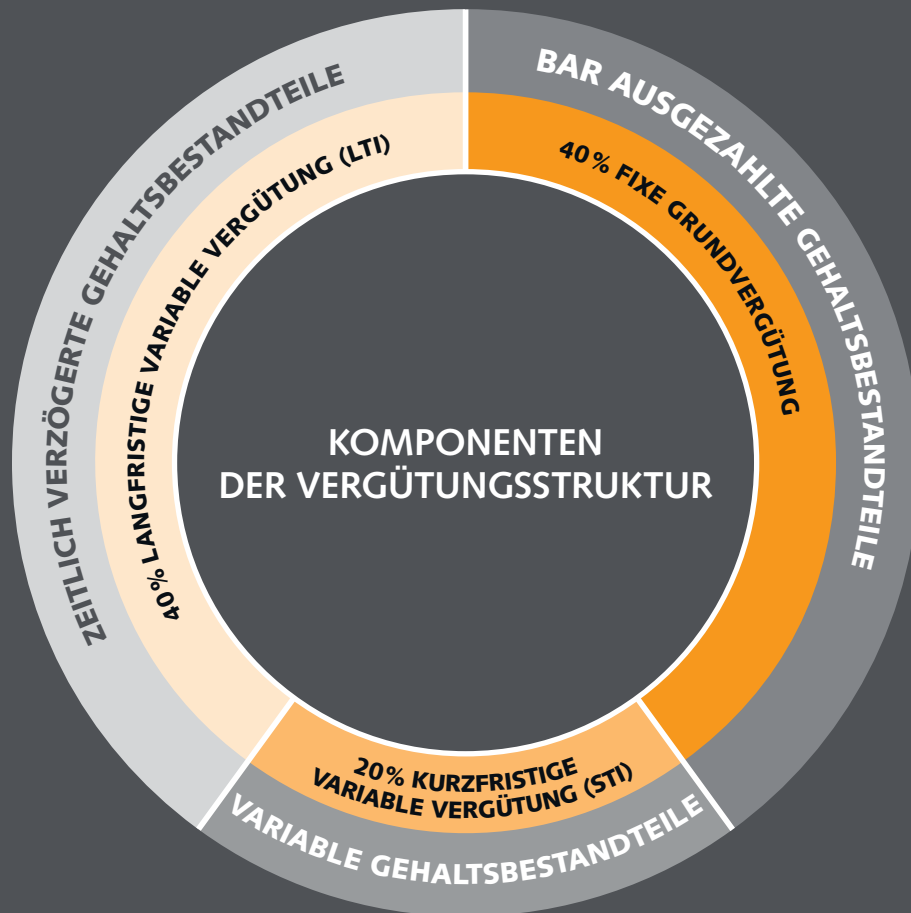 KOMPONENTEN
DER VERGÜTUNGSSTRUKTUR
BAR AUSGEZAHLTE GEHALTSBESTANDTEILE
40% FIXE GRUNDVERGÜTUNG
20% KURZFRISTIGE
VARIABLE VERGÜTUNG (STI)
VARIABLE GEHALTSBESTANDTEILE
40% LANGFRISTIGE VARIABLE VERGÜTUNG (LTI)
ZEITLICH VERZÖGERTE GEHALTSBESTANDTEILE